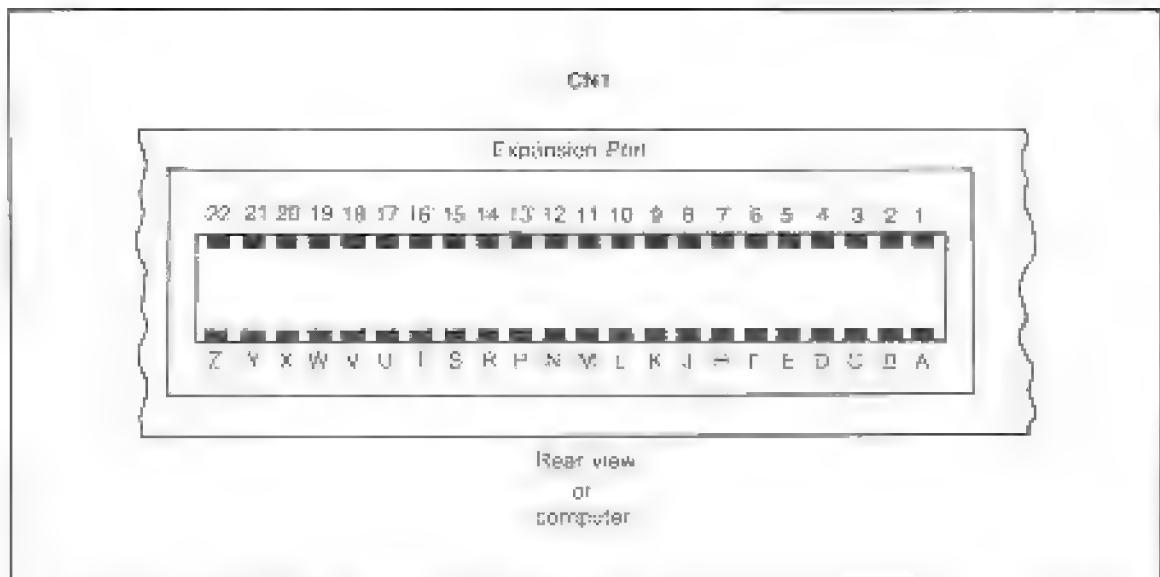 CN1
Expansion Port
22 21 20 19 18 17 16 15 14 13 12 11 10 9 8 7 6 5 4 3 2 1
Z Y X W V U T S R P N M L K J H F E D C B A
Rear view
of
computer